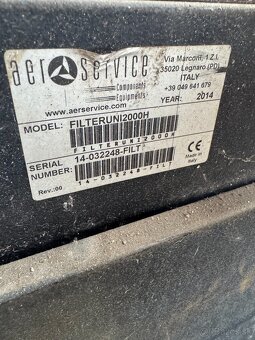 aer service
Components
Equipments
www.aerservice.com
Via Marconi, 1 Z.I.
35020 Legnaro (PD)
ITALY
+39 049 641 679
YEAR: 2014
MODEL: FILTERUNI2000H
FILTERUNI2000H
SERIAL NUMBER: 14-032248-FILT
14-032248-FILT
Rev.:00
CE
Made in
Italy